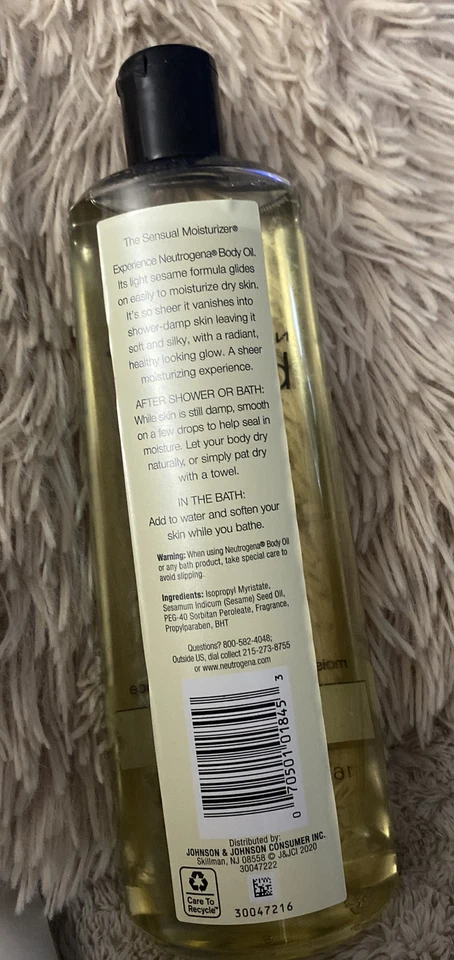 The Sensual Moisturizer®
Experience Neutrogena® Body Oil.
Its light sesame formula glides
on easily to moisturize dry skin.
It's so sheer it vanishes into
shower-damp skin leaving it
soft and silky, with a radiant,
healthy looking glow. A sheer
moisturizing experience.
AFTER SHOWER OR BATH:
While skin is still damp, smooth
on a few drops to help seal in
moisture. Let your body dry
naturally, or simply pat dry
with a towel.
IN THE BATH:
Add to water and soften your
skin while you bathe.
Warning: When using Neutrogena® Body Oil
or any bath product, take special care to
avoid slipping.
Ingredients: Isopropyl Myristate,
Sesamum Indicum (Sesame) Seed Oil,
PEG-40 Sorbitan Peroleate, Fragrance,
Propylparaben, BHT
Questions? 800-582-4048;
Outside US, dial collect 215-273-8755
or www.neutrogena.com
0 70501 01845 3
Distributed by:
JOHNSON & JOHNSON CONSUMER INC.
Skillman, NJ 08558 © J&JCI 2020
30047222
Care To
Recycle™
30047216